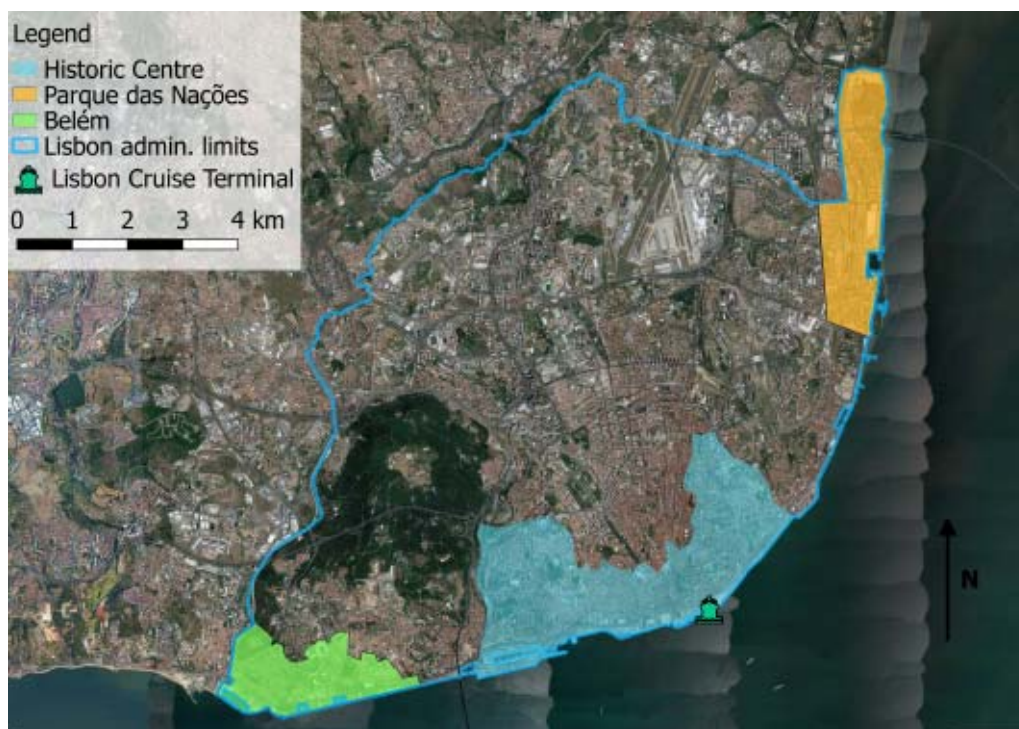 Legend
Historic Centre
Parque das Nações
Belém
Lisbon admin. limits
Lisbon Cruise Terminal
0 1 2 3 4 km
N